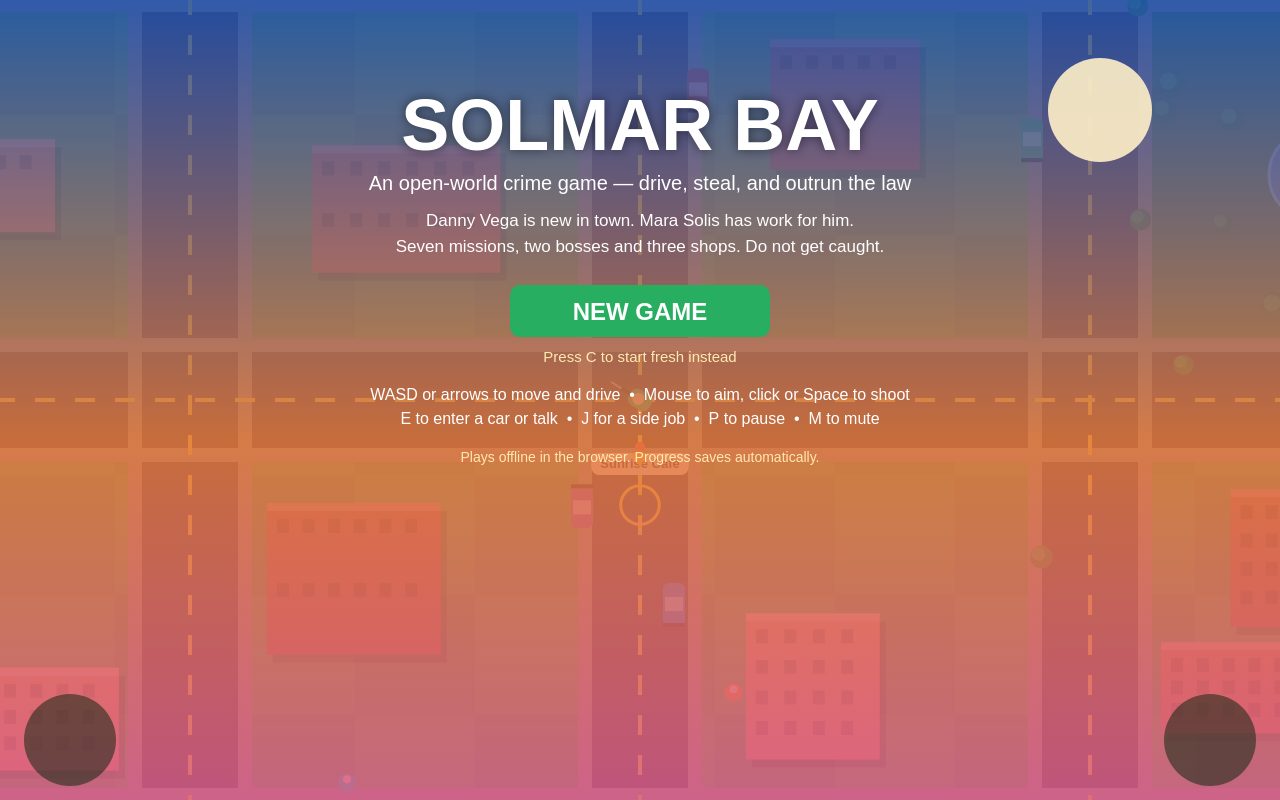 SOLMAR BAY
An open-world crime game — drive, steal, and outrun the law
Danny Vega is new in town. Mara Solis has work for him.
Seven missions, two bosses and three shops. Do not get caught.
NEW GAME
Press C to start fresh instead
WASD or arrows to move and drive • Mouse to aim, click or Space to shoot
E to enter a car or talk • J for a side job • P to pause • M to mute
Plays offline in the browser. Progress saves automatically.
Sunrise Cafe